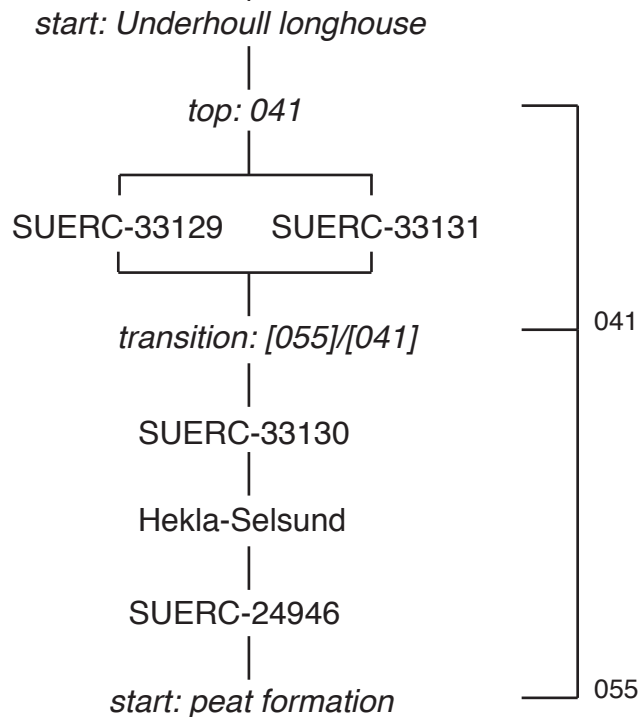 start: Underhoull longhouse
top: 041
SUERC-33129 SUERC-33131
transition: [055]/[041]
041
SUERC-33130
Hekla-Selsund
SUERC-24946
start: peat formation
055